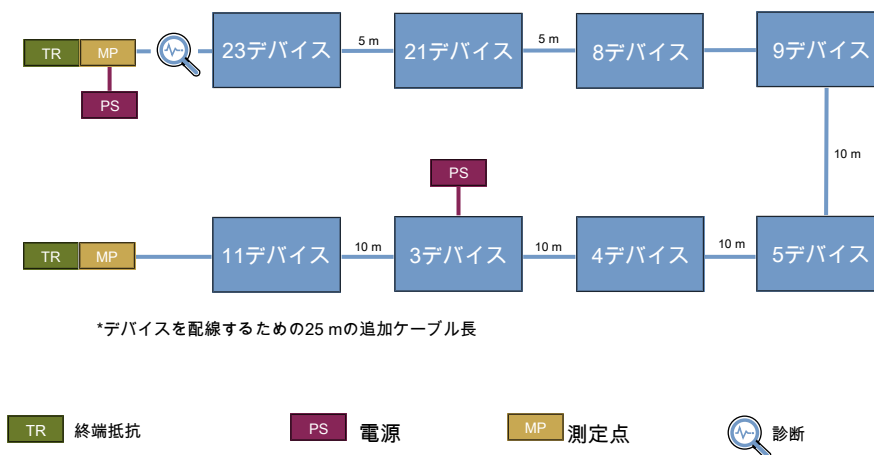 TR MP 23デバイス 5 m 21デバイス 5 m 8デバイス 9デバイス
PS
10 m
PS
TR MP 11デバイス 10 m 3デバイス 10 m 4デバイス 10 m 5デバイス
*デバイスを配線するための25 mの追加ケーブル長
TR 終端抵抗 PS 電源 MP 測定点 診断